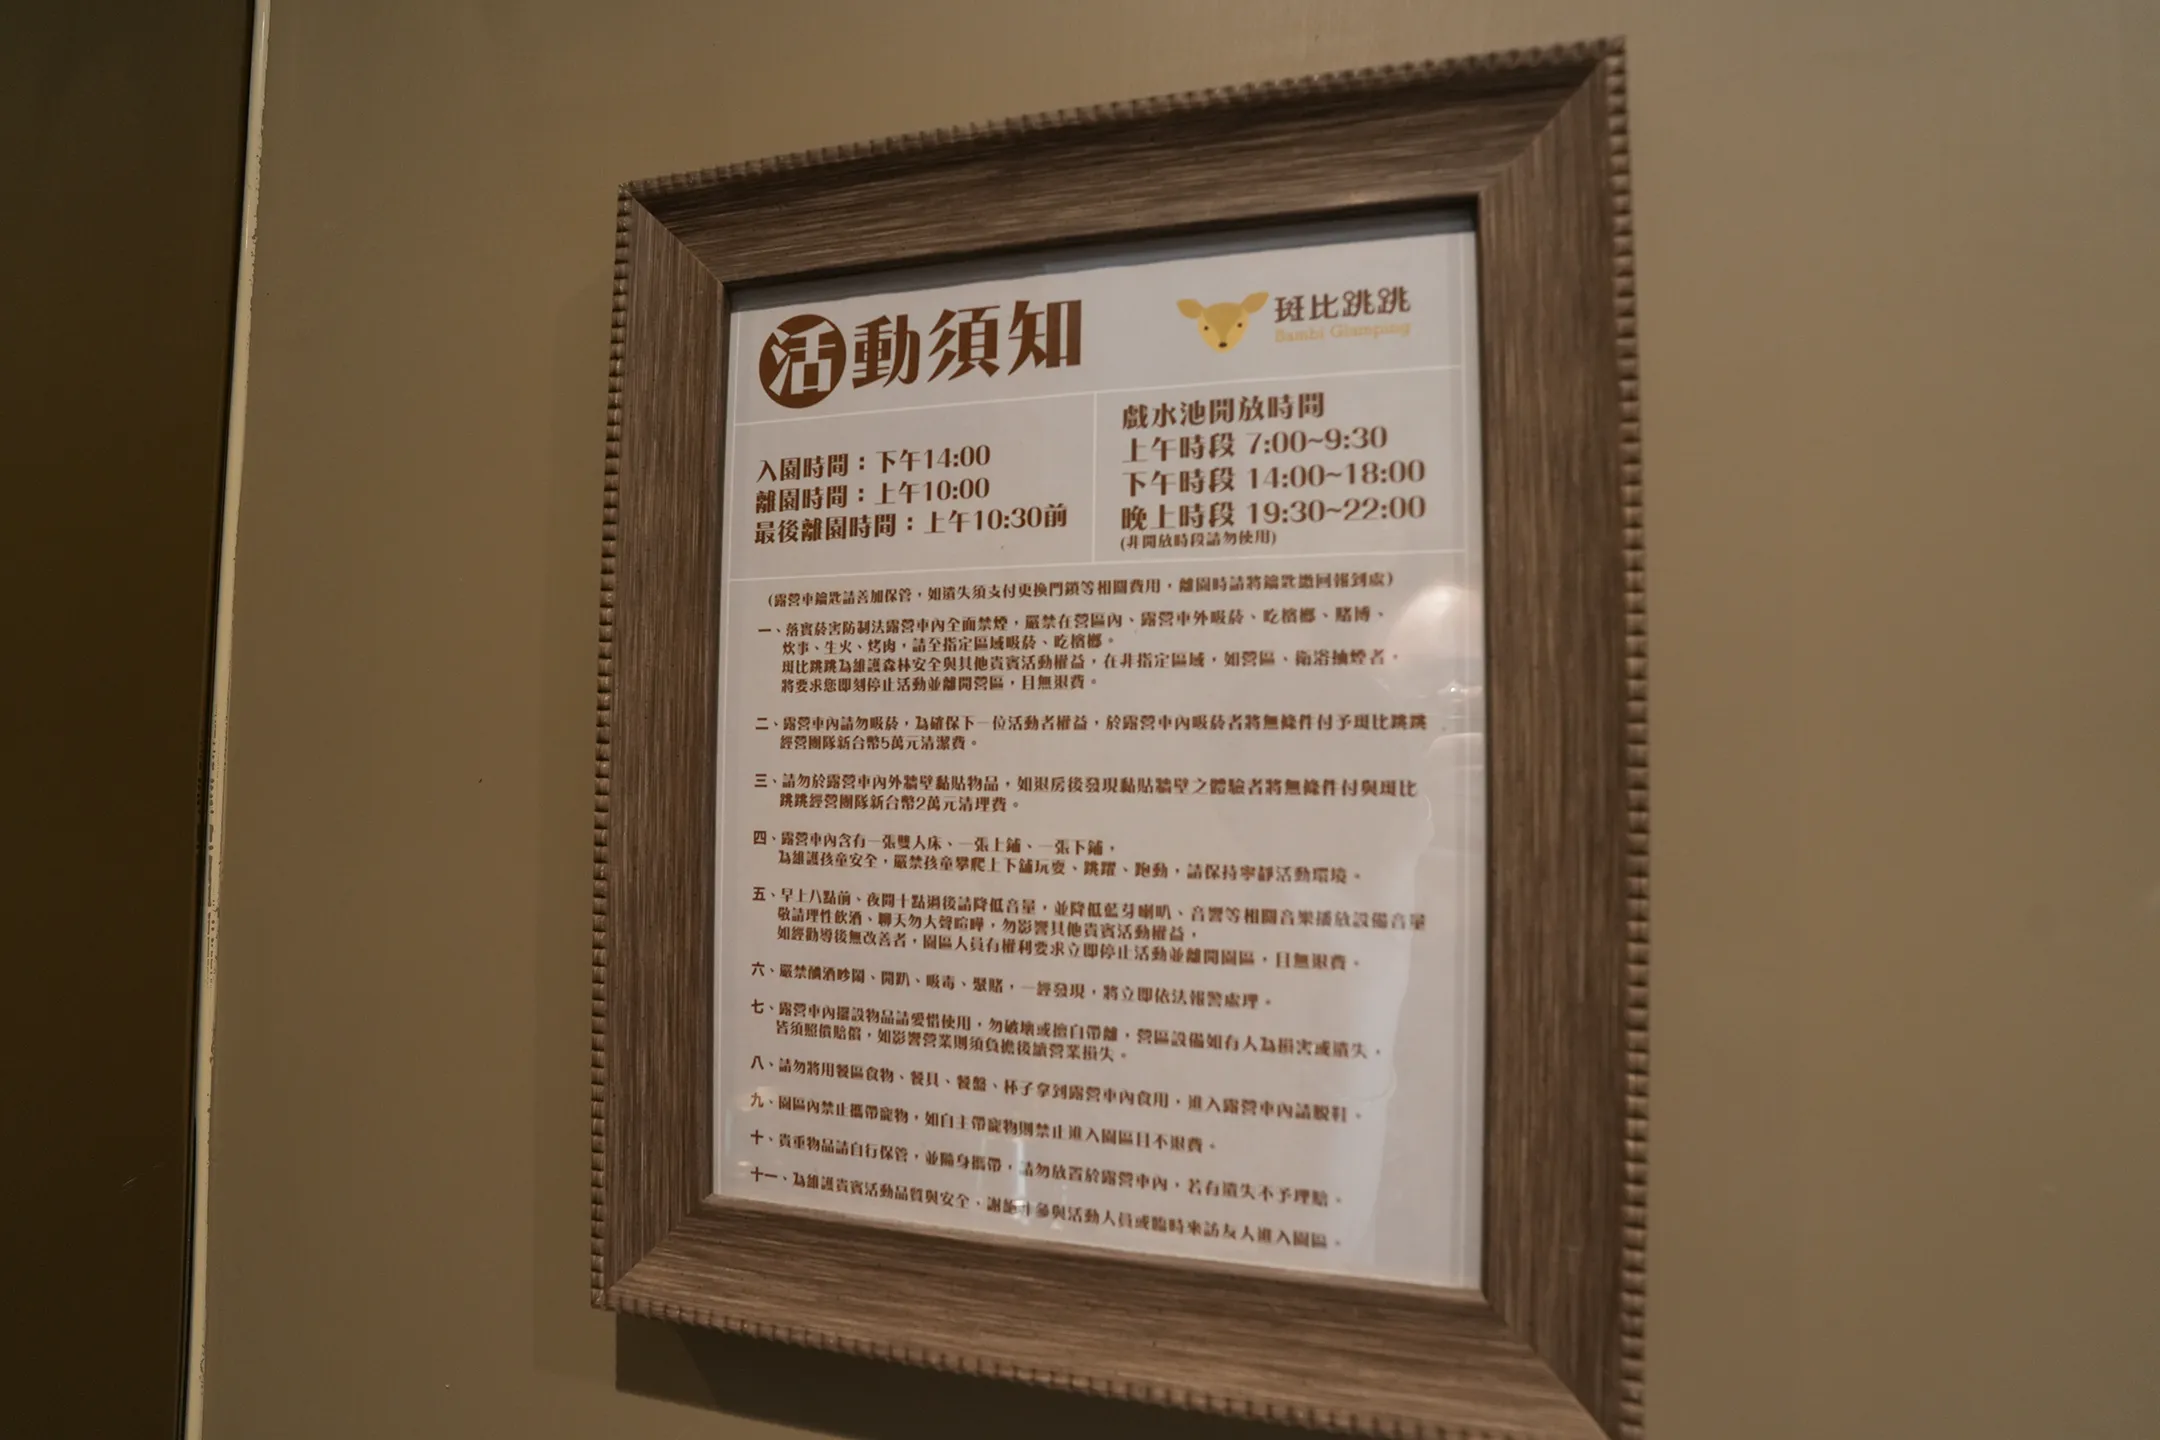 活動須知
斑比跳跳
Bambi Glamping
入園時間：下午14:00
離園時間：上午10:00
最後離園時間：上午10:30前
戲水池開放時間
上午時段 7:00~9:30
下午時段 14:00~18:00
晚上時段 19:30~22:00
(非開放時段請勿使用)
(露營車鑰匙請善加保管，如遺失須支付更換門鎖等相關費用，離園時請將鑰匙繳回報到處)
一、落實菸害防制法露營車內全面禁煙，嚴禁在營區內、露營車外吸菸、吃檳榔、賭博、
炊事、生火、烤肉，請至指定區域吸菸、吃檳榔。
斑比跳跳為維護森林安全與其他貴賓活動權益，在非指定區域，如營區、衛浴抽煙者，
將要求您即刻停止活動並離開營區，且無退費。
二、露營車內請勿吸菸，為確保下一位活動者權益，於露營車內吸菸者將無條件付予斑比跳跳
經營團隊新台幣5萬元清潔費。
三、請勿於露營車內外牆壁黏貼物品，如退房後發現黏貼牆壁之體驗者將無條件付與斑比
跳跳經營團隊新台幣2萬元清理費。
四、露營車內含有一張雙人床、一張上鋪、一張下鋪，
為維護孩童安全，嚴禁孩童攀爬上下舖玩耍、跳躍、跑動，請保持寧靜活動環境。
五、早上八點前、夜間十點過後請降低音量，並降低藍芽喇叭、音響等相關音樂播放設備音量
敬請理性飲酒、聊天勿大聲喧嘩，勿影響其他貴賓活動權益，
如經勸導後無改善者，園區人員有權利要求立即停止活動並離開園區，且無退費。
六、嚴禁酗酒吵鬧、開趴、吸毒、聚賭，一經發現，將立即依法報警處理。
七、露營車內擺設物品請愛惜使用，勿破壞或擅自帶離，營區設備如有人為損害或遺失，
皆須照價賠償，如影響營業則須負擔後續營業損失。
八、請勿將用餐區食物、餐具、餐盤、杯子拿到露營車內食用，進入露營車內請脫鞋。
九、園區內禁止攜帶寵物，如自主帶寵物則禁止進入園區且不退費。
十、貴重物品請自行保管，並隨身攜帶，請勿放置於露營車內，若有遺失不予理賠。
十一、為維護貴賓活動品質與安全，謝絕非參與活動人員或臨時來訪友人進入園區。